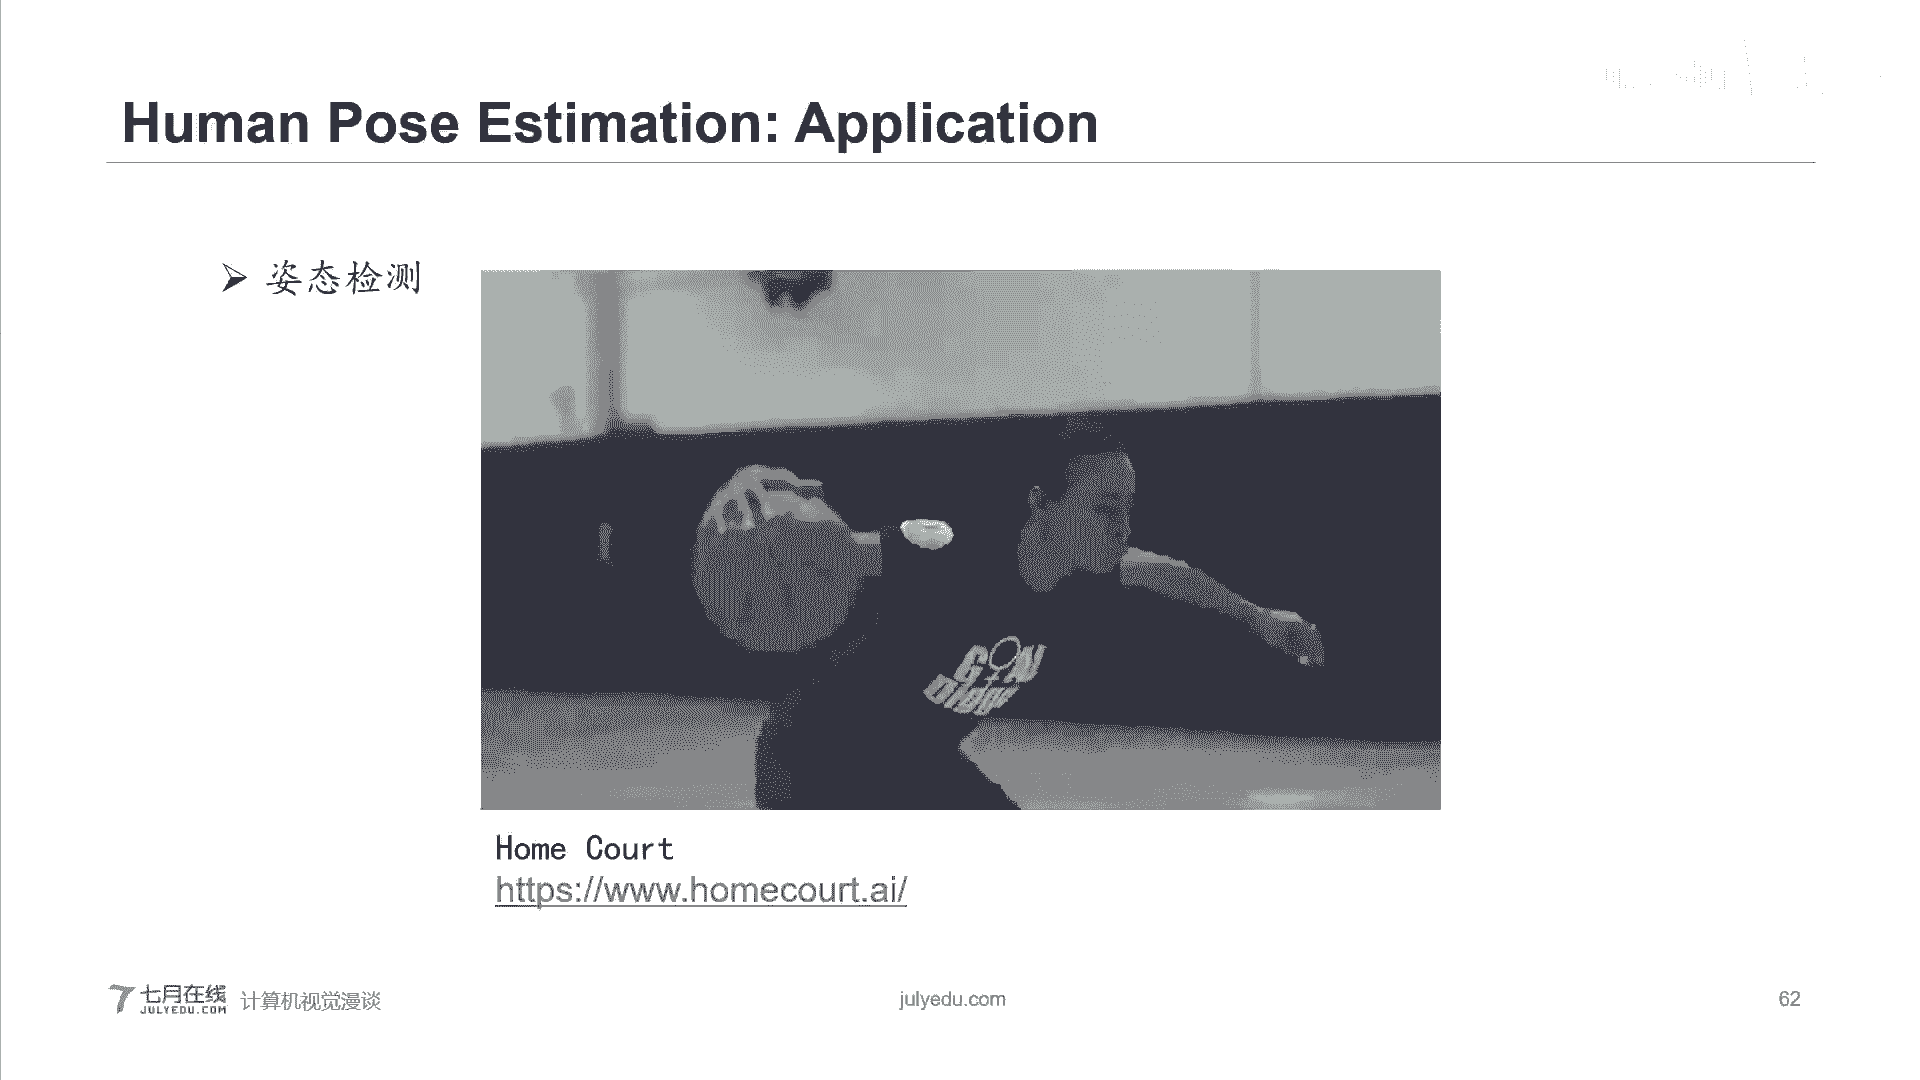 Human Pose Estimation: Application
➢ 姿态检测
Home Court
https://www.homecourt.ai/
七月在线
JULYEDU.COM
计算机视觉漫谈
julyedu.com
62